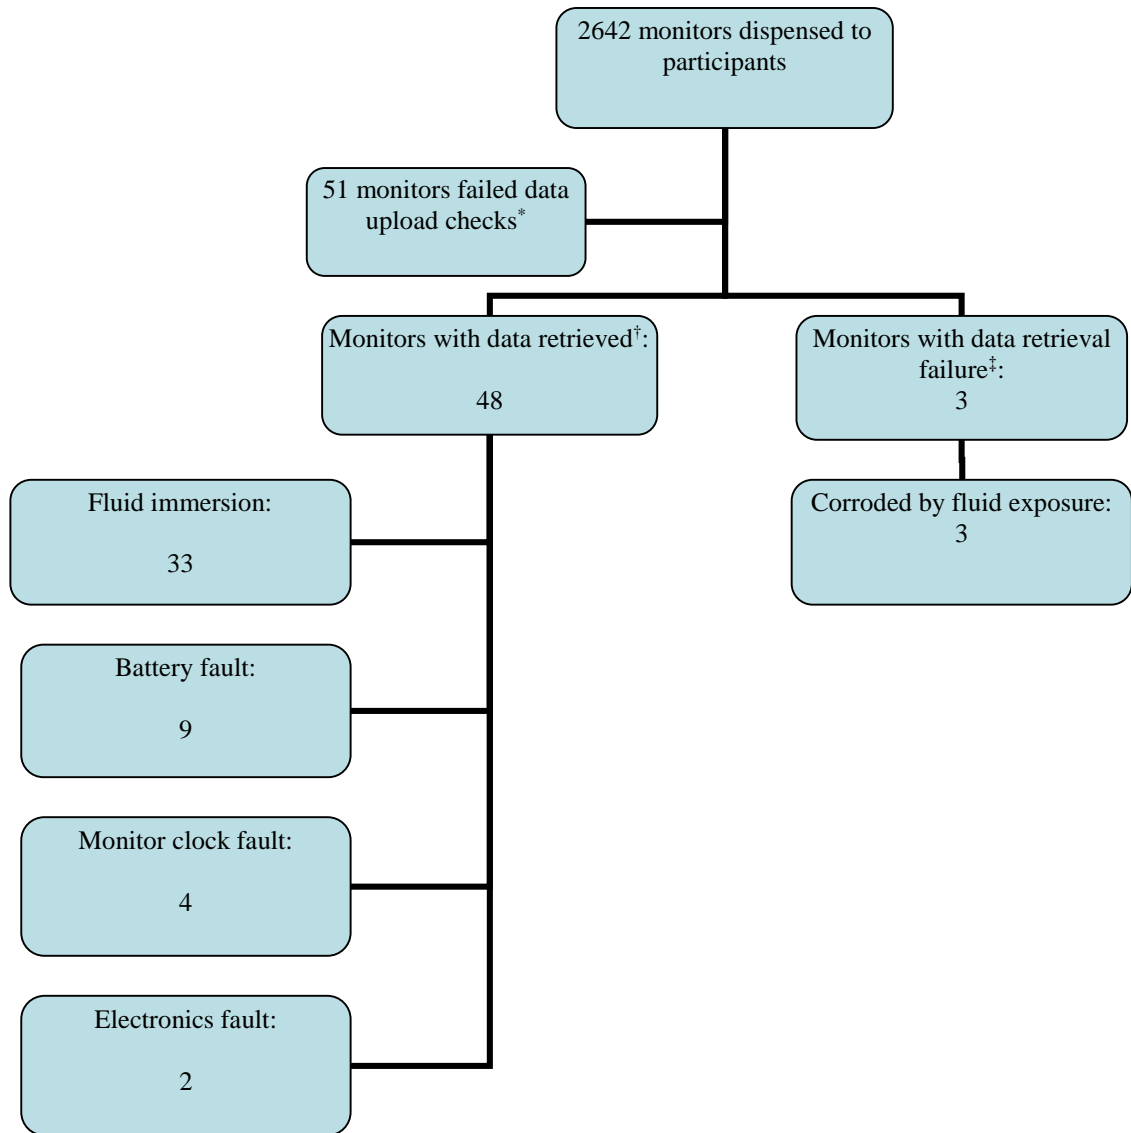 2642 monitors dispensed to
participants
51 monitors failed data
upload checks*
Monitors with data retrieved†:
48
Monitors with data retrieval
failure‡:
3
Fluid immersion:
33
Corroded by fluid exposure:
3
Battery fault:
9
Monitor clock fault:
4
Electronics fault:
2